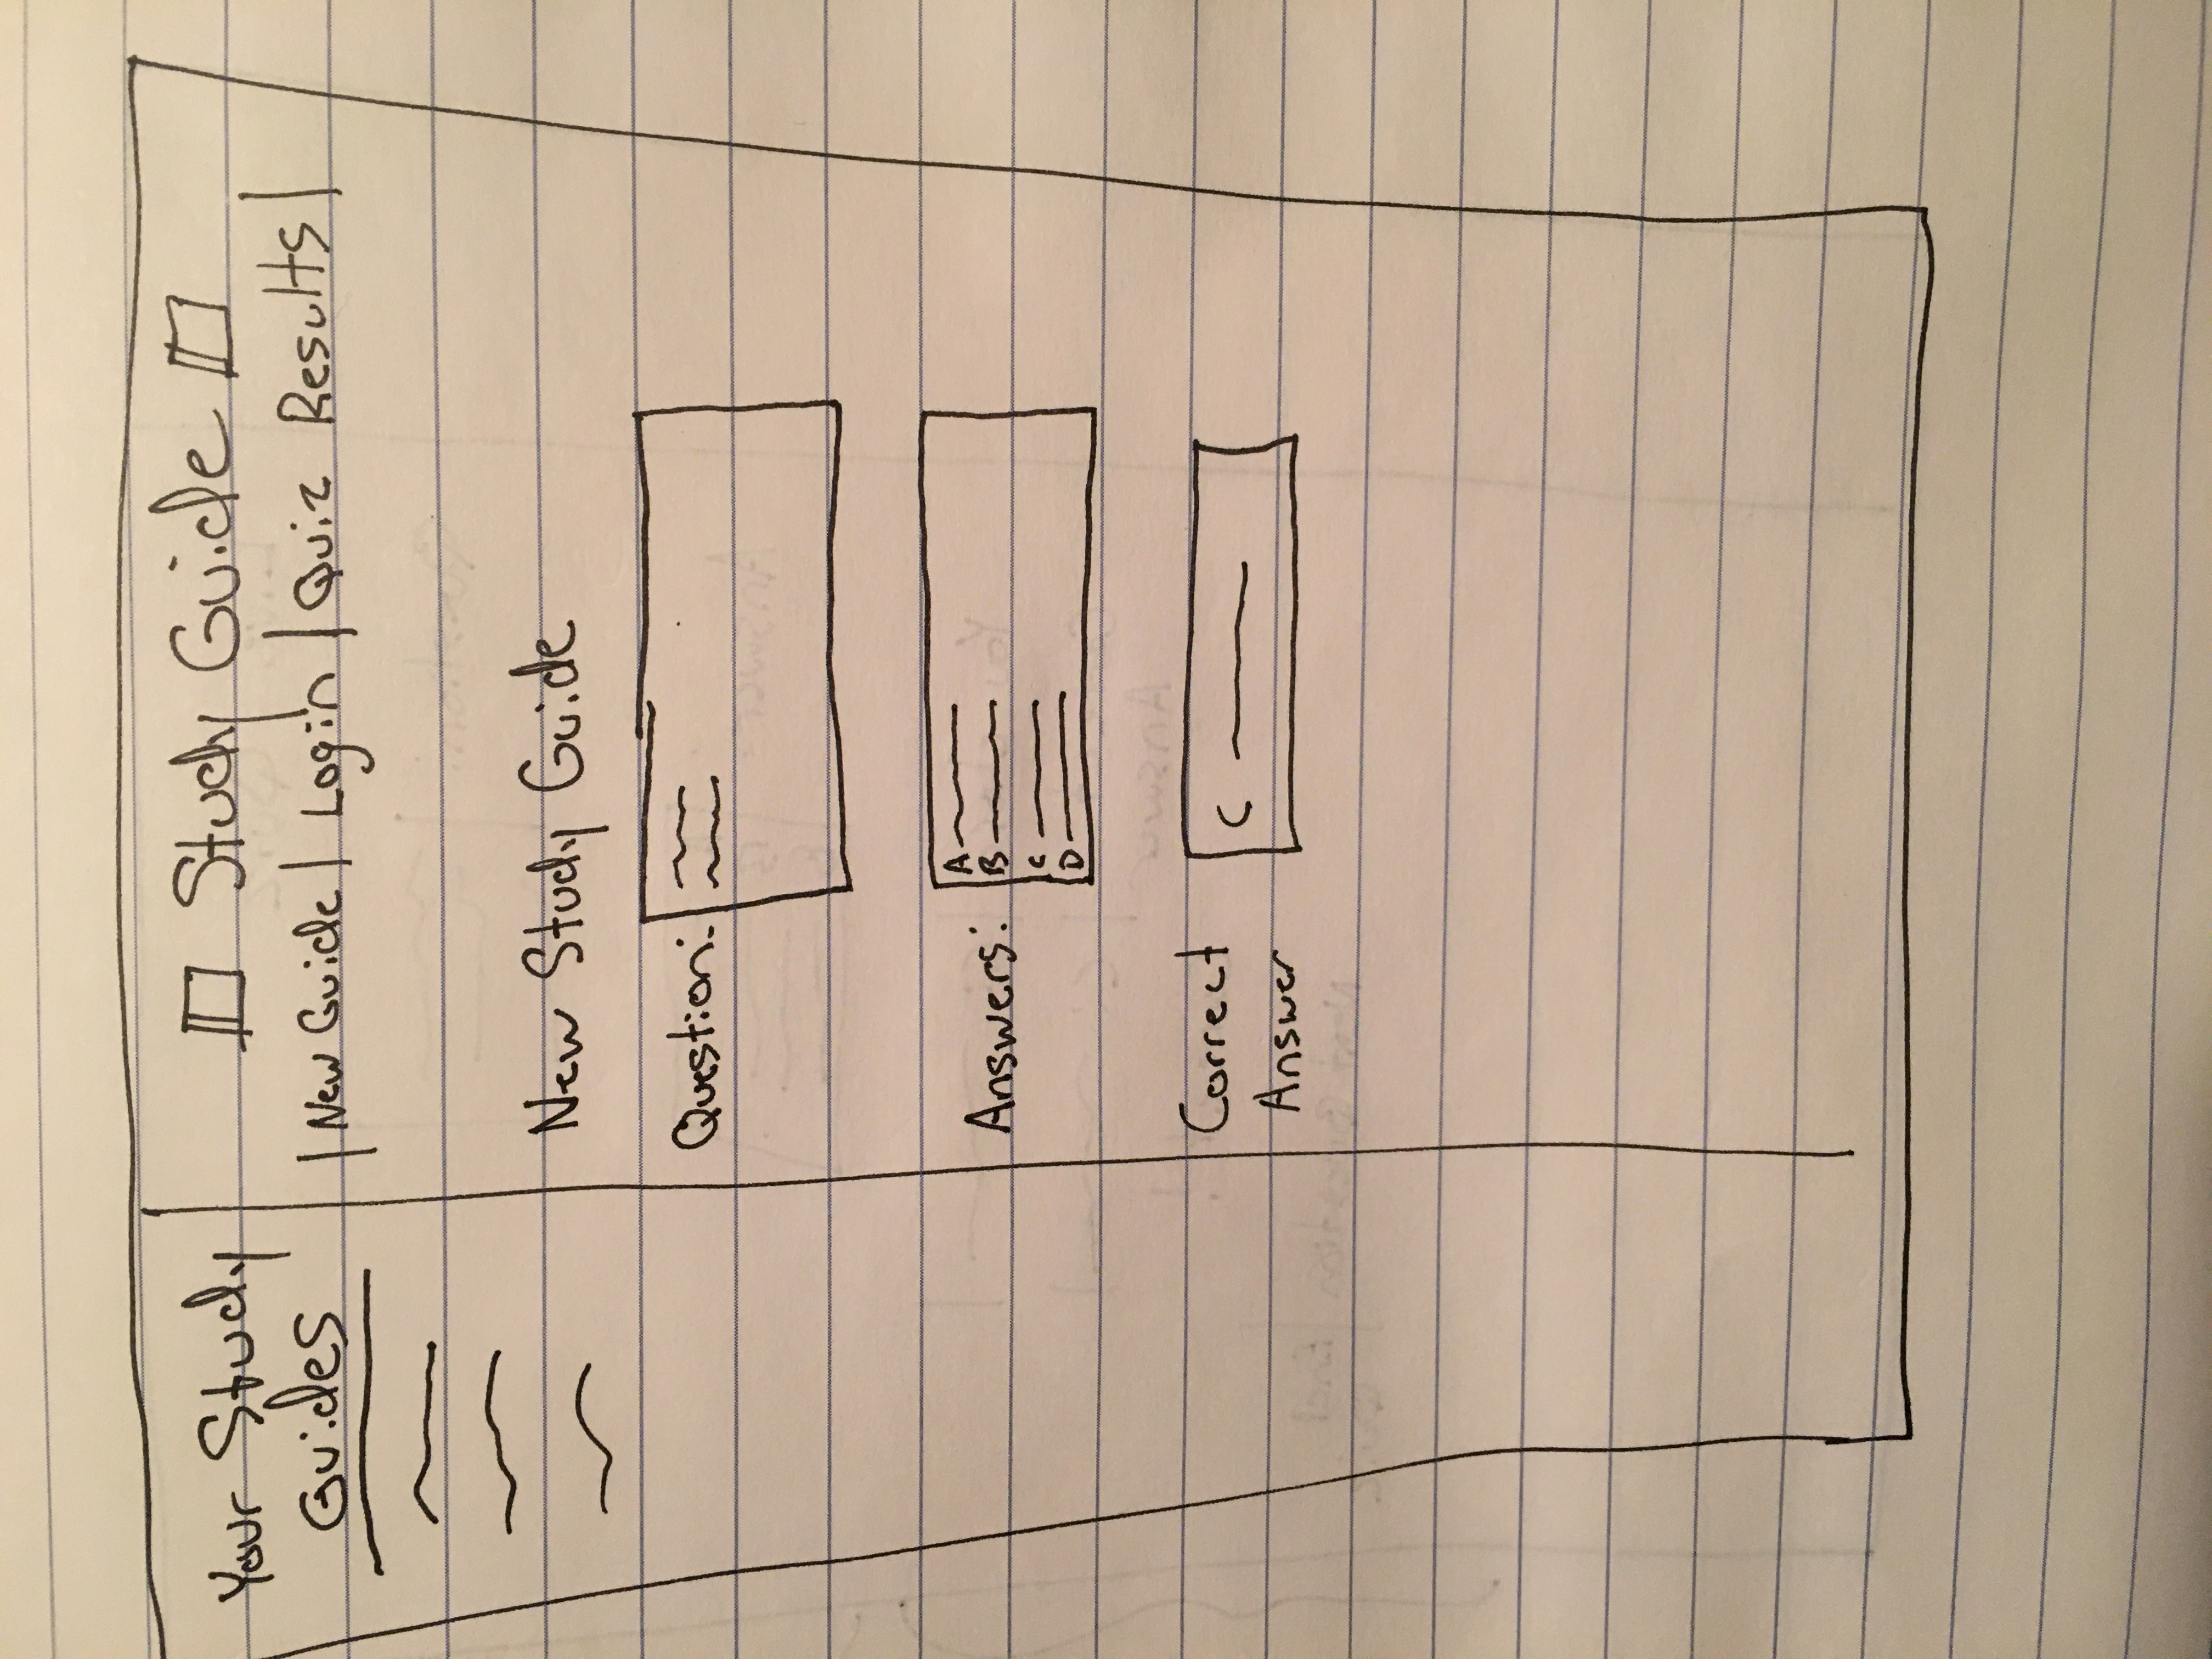 Your Study
Guides
Study Guide
| New Guide | Login | Quiz Results |
New Study Guide
Question:
Answers:
A
B
C
D
Correct
Answer
C